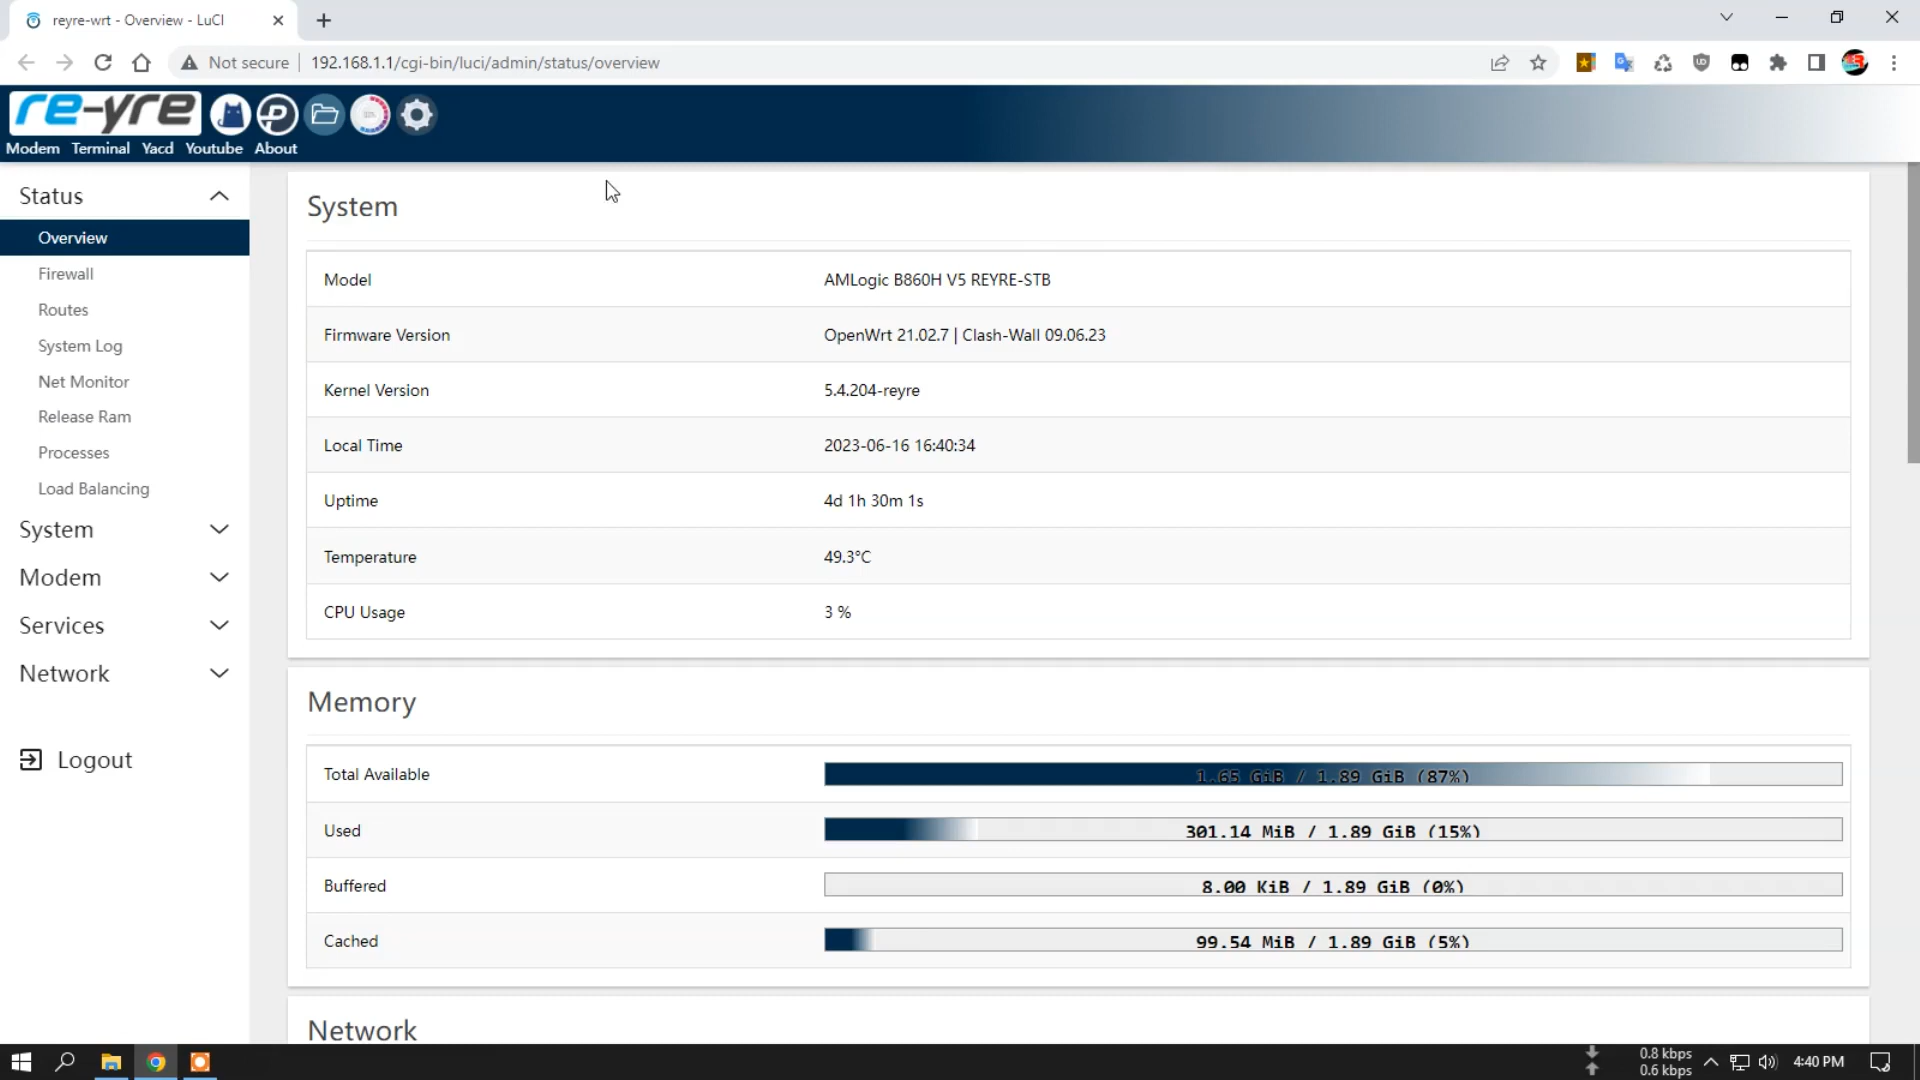 reyre-wrt - Overview - LuCI
Not secure
192.168.1.1/cgi-bin/luci/admin/status/overview
re-yre
Modem Terminal Yacd Youtube About
Status
Overview
Firewall
Routes
System Log
Net Monitor
Release Ram
Processes
Load Balancing
System
Modem
Services
Network
Logout
System
Model AMLogic B860H V5 REYRE-STB
Firmware Version OpenWrt 21.02.7 | Clash-Wall 09.06.23
Kernel Version 5.4.204-reyre
Local Time 2023-06-16 16:40:34
Uptime 4d 1h 30m 1s
Temperature 49.3°C
CPU Usage 3 %
Memory
Total Available 1.65 GiB / 1.89 GiB (87%)
Used 301.14 MiB / 1.89 GiB (15%)
Buffered 8.00 KiB / 1.89 GiB (0%)
Cached 99.54 MiB / 1.89 GiB (5%)
Network
0.8 kbps
0.6 kbps
4:40 PM